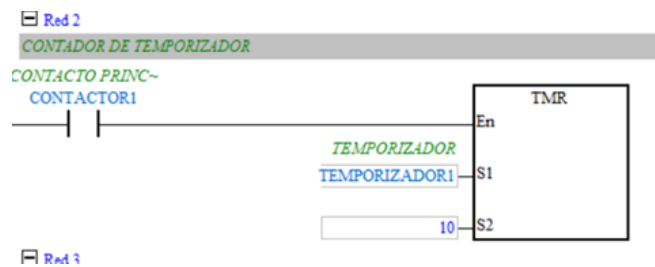 Red 2
CONTADOR DE TEMPORIZADOR
CONTACTO PRINC~
CONTACTOR1
TMR
En
TEMPORIZADOR
TEMPORIZADOR1
S1
10
S2
Red 3